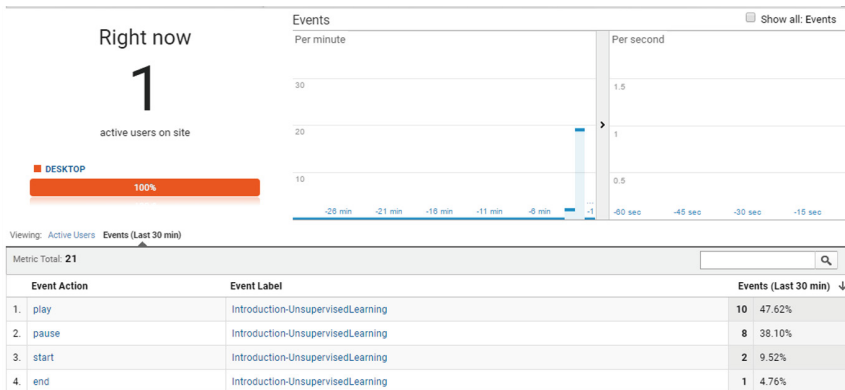 Right now
1
active users on site
DESKTOP
100%
Events
Show all: Events
Per minute
30
20
10
-26 min -21 min -16 min -11 min -6 min -1
Per second
1.5
1
0.5
-60 sec -45 sec -30 sec -15 sec
Viewing: Active Users Events (Last 30 min)
Metric Total: 21
Event Action Event Label Events (Last 30 min)
1. play Introduction-UnsupervisedLearning 10 47.62%
2. pause Introduction-UnsupervisedLearning 8 38.10%
3. start Introduction-UnsupervisedLearning 2 9.52%
4. end Introduction-UnsupervisedLearning 1 4.76%